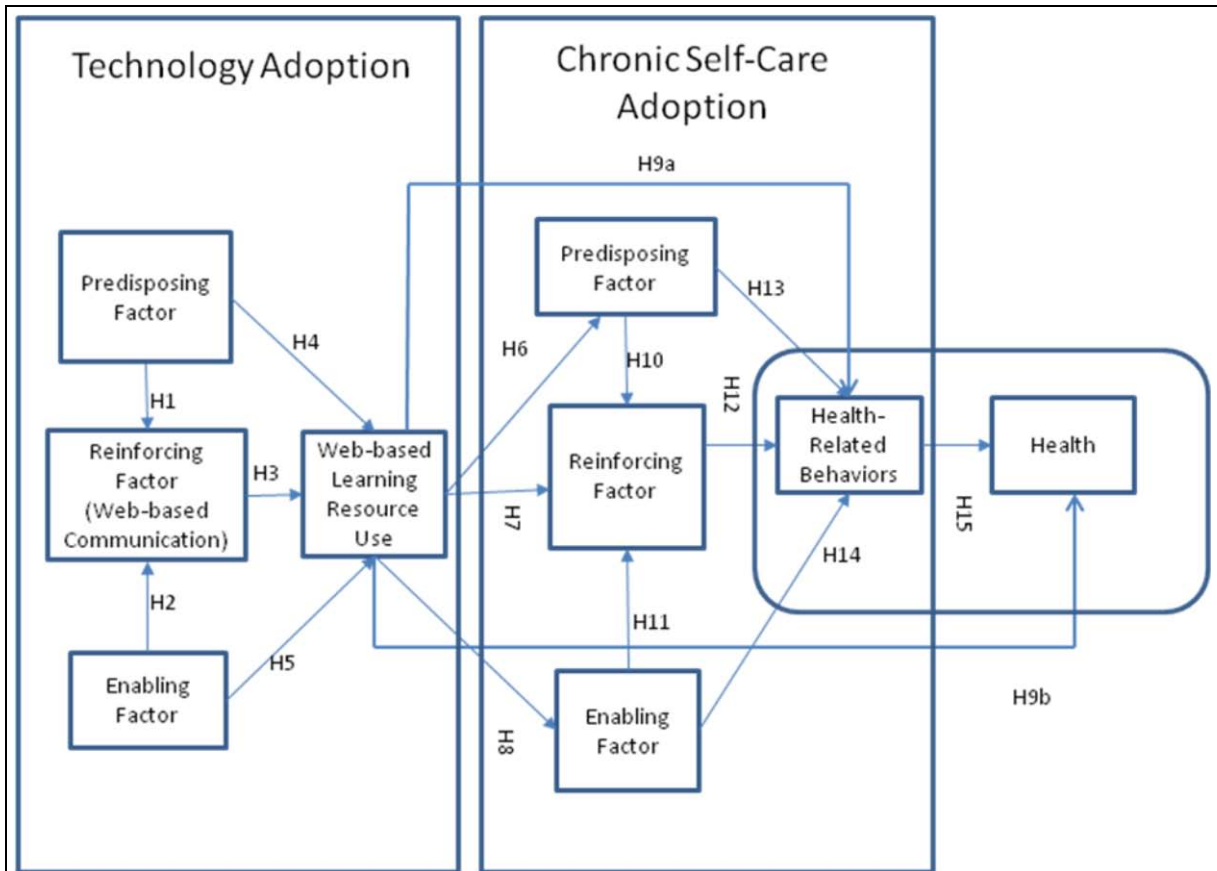 Technology Adoption
Chronic Self-Care
Adoption
H9a
Predisposing
Factor
H4
H1
Reinforcing
Factor
(Web-based
Communication)
H3
Web-based
Learning
Resource
Use
H2
H5
Enabling
Factor
Predisposing
Factor
H13
H6
H10
H12
Reinforcing
Factor
H7
Health-
Related
Behaviors
Health
H15
H14
H11
H8
Enabling
Factor
H9b